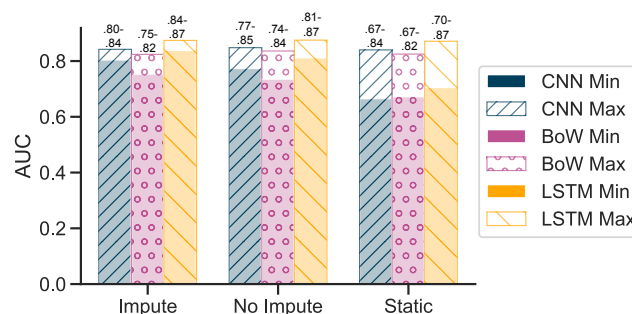 .80-
.84
.75-
.82
.84-
.87
.77-
.85
.74-
.84
.81-
.87
.67-
.84
.67-
.82
.70-
.87
0.8
0.6
0.4
0.2
0.0
AUC
Impute
No Impute
Static
CNN Min
CNN Max
BoW Min
BoW Max
LSTM Min
LSTM Max